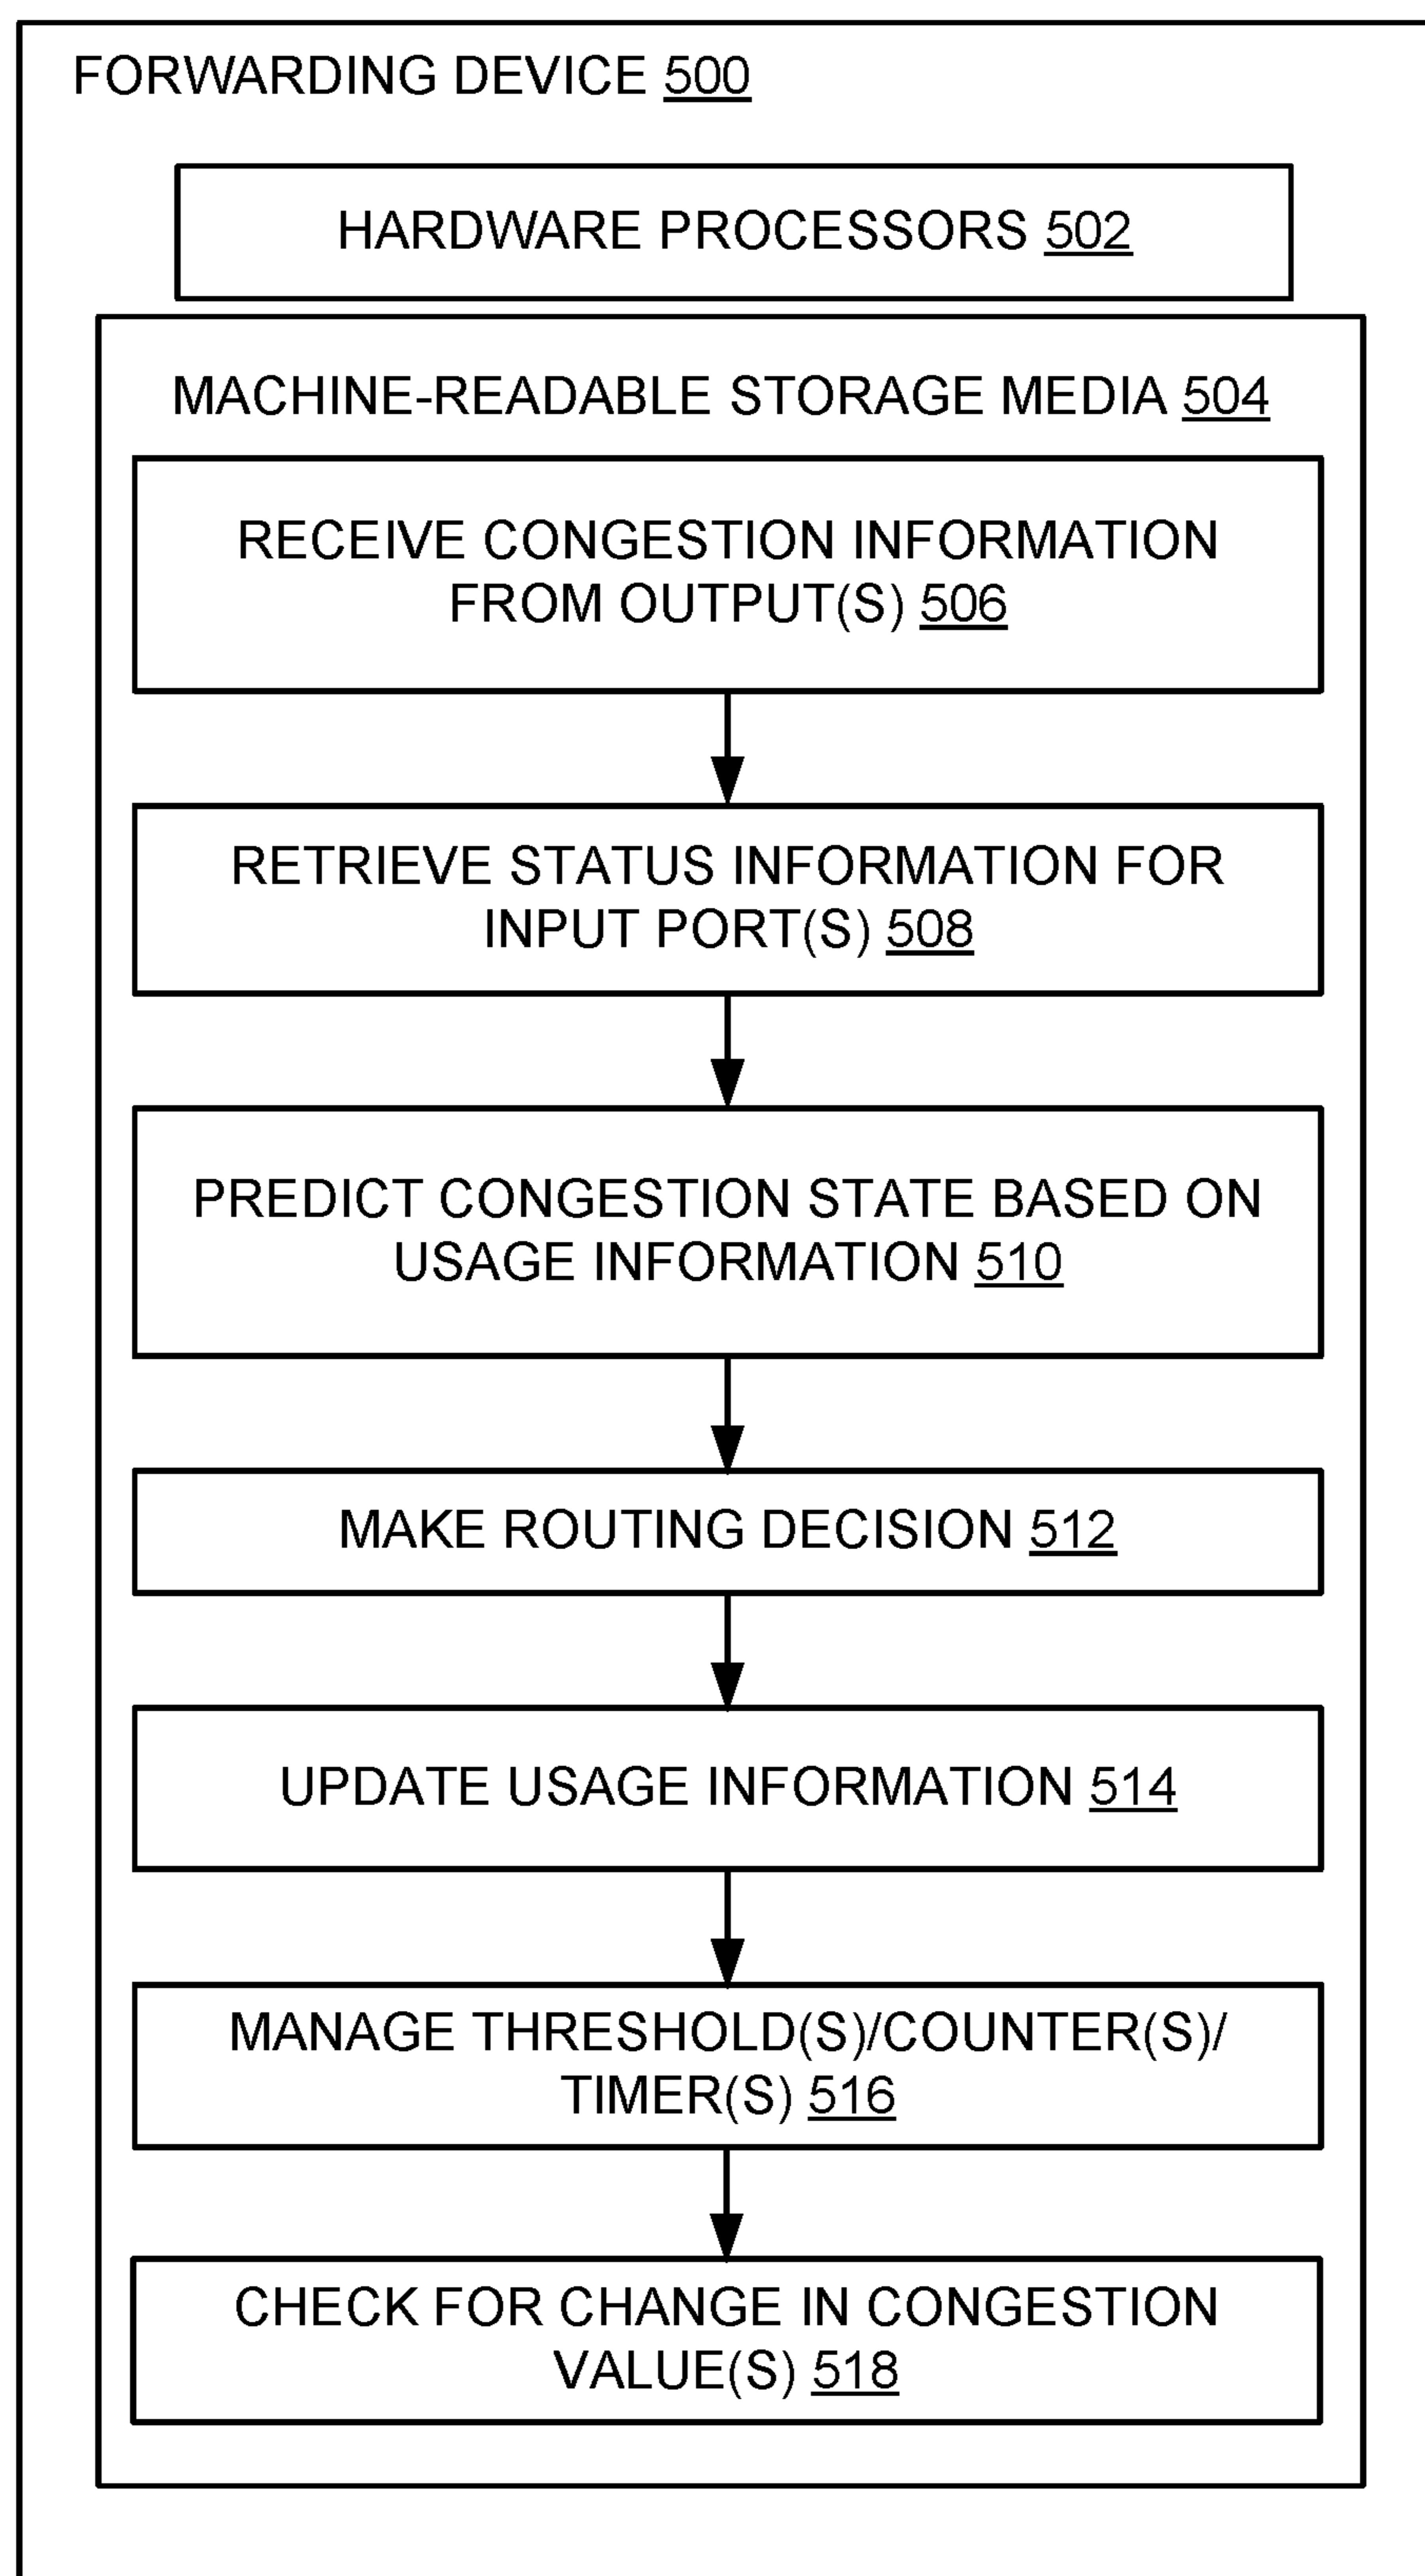 FORWARDING DEVICE 500
HARDWARE PROCESSORS 502
MACHINE-READABLE STORAGE MEDIA 504
RECEIVE CONGESTION INFORMATION
FROM OUTPUT(S) 506
RETRIEVE STATUS INFORMATION FOR
INPUT PORT(S) 508
PREDICT CONGESTION STATE BASED ON
USAGE INFORMATION 510
MAKE ROUTING DECISION 512
UPDATE USAGE INFORMATION 514
MANAGE THRESHOLD(S)/COUNTER(S)/
TIMER(S) 516
CHECK FOR CHANGE IN CONGESTION
VALUE(S) 518